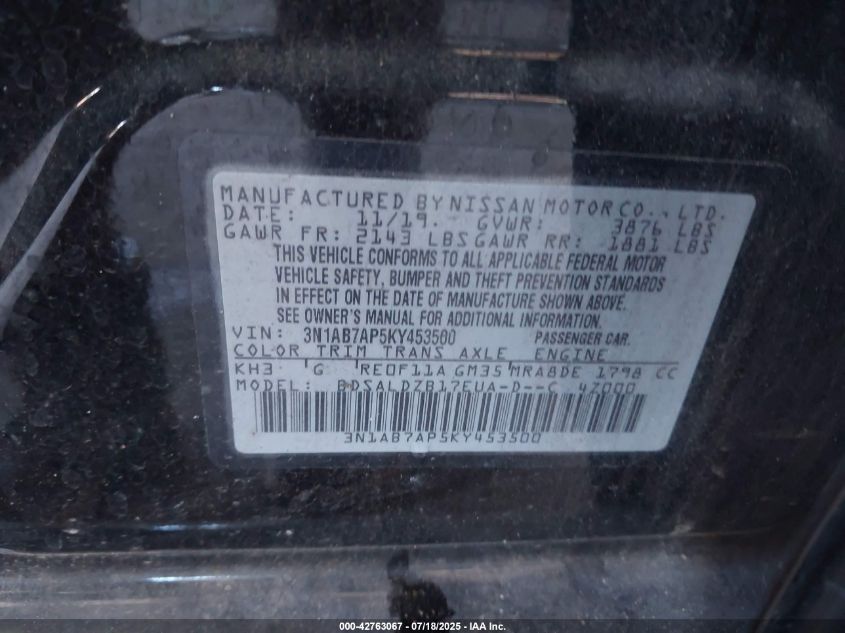 MANUFACTURED BY NISSAN MOTOR CO., LTD.
DATE: 11/19. GVWR: 3876 LBS
GAWR FR: 2143 LBS GAWR RR: 1881 LBS
THIS VEHICLE CONFORMS TO ALL APPLICABLE FEDERAL MOTOR
VEHICLE SAFETY, BUMPER AND THEFT PREVENTION STANDARDS
IN EFFECT ON THE DATE OF MANUFACTURE SHOWN ABOVE.
SEE OWNER'S MANUAL FOR ADDITIONAL INFORMATION.
VIN: 3N1AB7AP5KY453500 PASSENGER CAR.
COLOR TRIM TRANS AXLE ENGINE
KH3 G RE0F11A GM35 MRA8DE 1798 CC
MODEL: BDSALDZB17EUA-D--C 4Z000
3N1AB7AP5KY453500
000-42763067 - 07/18/2025 - IAA Inc.